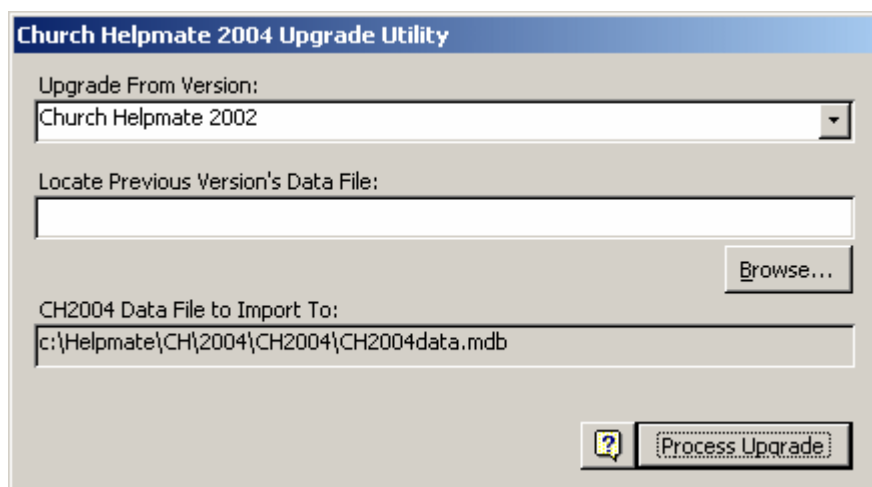 Church Helpmate 2004 Upgrade Utility
Upgrade From Version:
Church Helpmate 2002
Locate Previous Version's Data File:
Browse...
CH2004 Data File to Import To:
c:\Helpmate\CH\2004\CH2004\CH2004data.mdb
? Process Upgrade